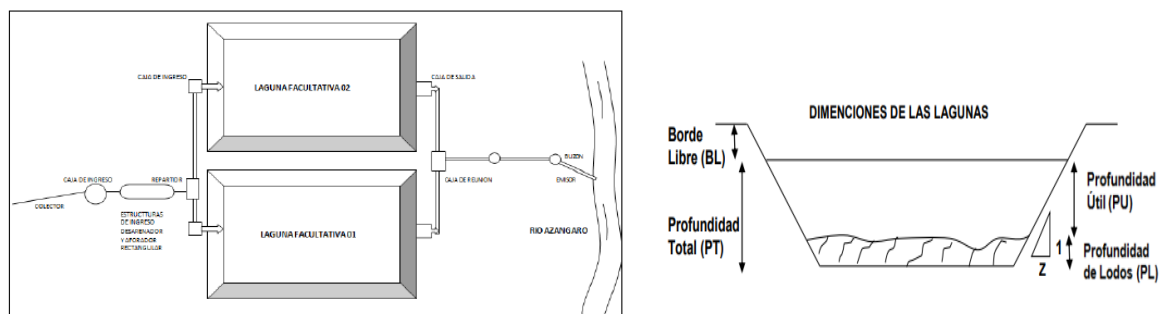 CAJA DE INGRESO
LAGUNA FACULTATIVA 02
CAJA DE SALIDA
CAJA DE INGRESO
REPARTIOR
COLECTOR
ESTRUCTTURAS
DE INGRESO
DESARENADOR
Y AFORADOR
RECTANGULAR
LAGUNA FACULTATIVA 01
CAJA DE REUNION
BUZON
EMISOR
RIO AZANGARO
DIMENCIONES DE LAS LAGUNAS
Borde
Libre (BL)
Profundidad
Total (PT)
Profundidad
Útil (PU)
1
Z
Profundidad
de Lodos (PL)